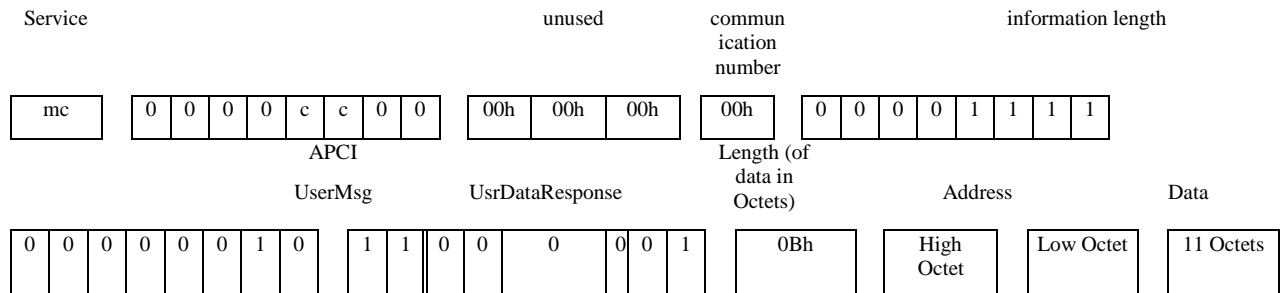 Service unused commun information length
ication
number
mc 0 0 0 0 c c 0 0 00h 00h 00h 00h 0 0 0 0 1 1 1 1
APCI Length (of
data in
UserMsg UsrDataResponse Octets) Address Data
0 0 0 0 0 0 1 0 1 1 0 0 0 0 0 1 0Bh High Low Octet 11 Octets
Octet